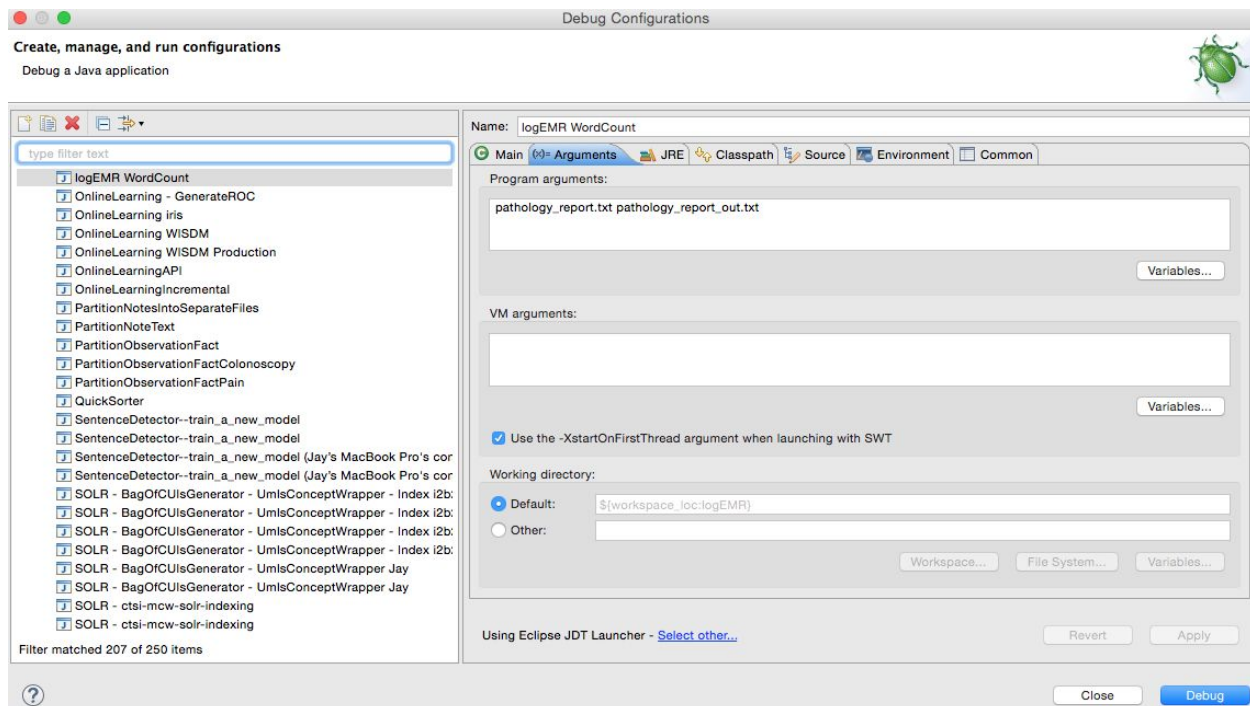 Debug Configurations
Create, manage, and run configurations
Debug a Java application
type filter text
logEMR WordCount
OnlineLearning - GenerateROC
OnlineLearning iris
OnlineLearning WISDM
OnlineLearning WISDM Production
OnlineLearningAPI
OnlineLearningIncremental
PartitionNotesIntoSeparateFiles
PartitionNoteText
PartitionObservationFact
PartitionObservationFactColonoscopy
PartitionObservationFactPain
QuickSorter
SentenceDetector--train_a_new_model
SentenceDetector--train_a_new_model
SentenceDetector--train_a_new_model (Jay's MacBook Pro's cor
SentenceDetector--train_a_new_model (Jay's MacBook Pro's cor
SOLR - BagOfCUIsGenerator - UmlsConceptWrapper - Index i2b:
SOLR - BagOfCUIsGenerator - UmlsConceptWrapper - Index i2b:
SOLR - BagOfCUIsGenerator - UmlsConceptWrapper - Index i2b:
SOLR - BagOfCUIsGenerator - UmlsConceptWrapper - Index i2b:
SOLR - BagOfCUIsGenerator - UmlsConceptWrapper Jay
SOLR - BagOfCUIsGenerator - UmlsConceptWrapper Jay
SOLR - ctsi-mcw-solr-indexing
SOLR - ctsi-mcw-solr-indexing
Filter matched 207 of 250 items
Name: logEMR WordCount
Main (x)= Arguments JRE Classpath Source Environment Common
Program arguments:
pathology_report.txt pathology_report_out.txt
Variables...
VM arguments:
Variables...
Use the -XstartOnFirstThread argument when launching with SWT
Working directory:
Default: ${workspace_loc:logEMR}
Other:
Workspace... File System... Variables...
Using Eclipse JDT Launcher - Select other... Revert Apply
? Close Debug